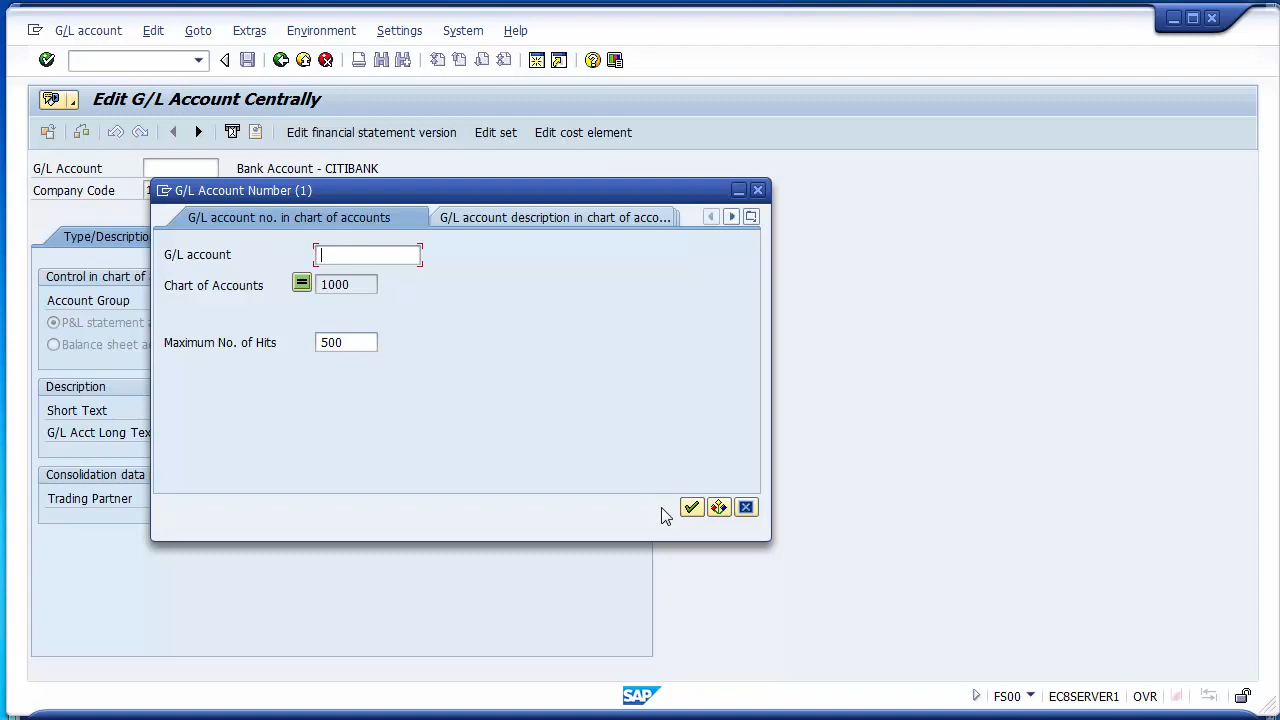 G/L account Edit Goto Extras Environment Settings System Help
Edit G/L Account Centrally
Edit financial statement version Edit set Edit cost element
G/L Account Bank Account - CITIBANK
Company Code 1
G/L Account Number (1)
G/L account no. in chart of accounts G/L account description in chart of acco...
G/L account
Chart of Accounts 1000
Maximum No. of Hits 500
Type/Descriptio
Control in chart of
Account Group
P&L statement a
Balance sheet ac
Description
Short Text
G/L Acct Long Tex
Consolidation data
Trading Partner
SAP FS00 EC8SERVER1 OVR